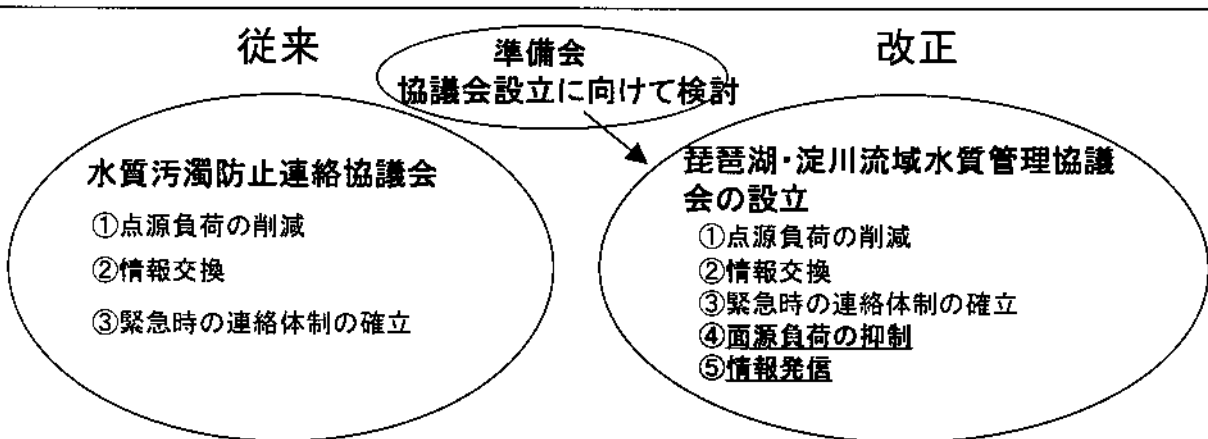 従来
準備会
協議会設立に向けて検討
改正
水質汚濁防止連絡協議会
①点源負荷の削減
②情報交換
③緊急時の連絡体制の確立
琵琶湖・淀川流域水質管理協議
会の設立
①点源負荷の削減
②情報交換
③緊急時の連絡体制の確立
④面源負荷の抑制
⑤情報発信